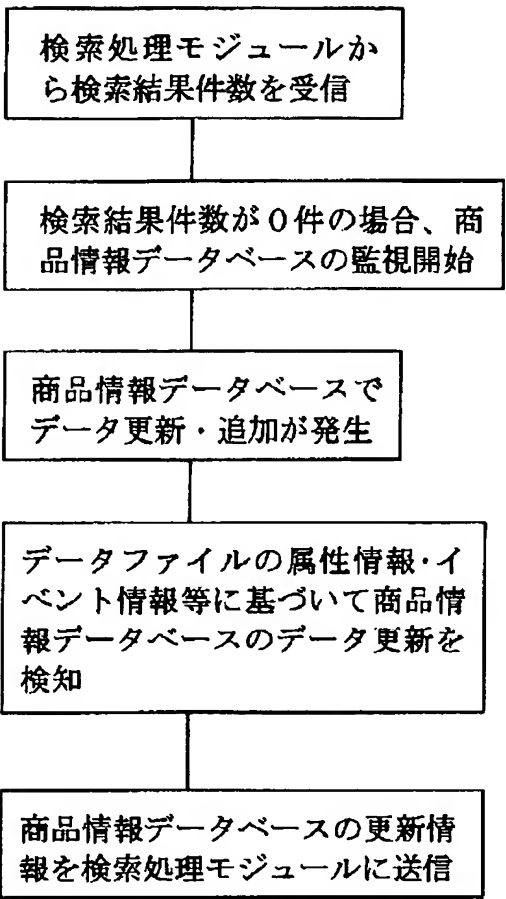 検索処理モジュールか
ら検索結果件数を受信
検索結果件数が０件の場合、商
品情報データベースの監視開始
商品情報データベースで
データ更新・追加が発生
データファイルの属性情報・イ
ベント情報等に基づいて商品情
報データベースのデータ更新を
検知
商品情報データベースの更新情
報を検索処理モジュールに送信